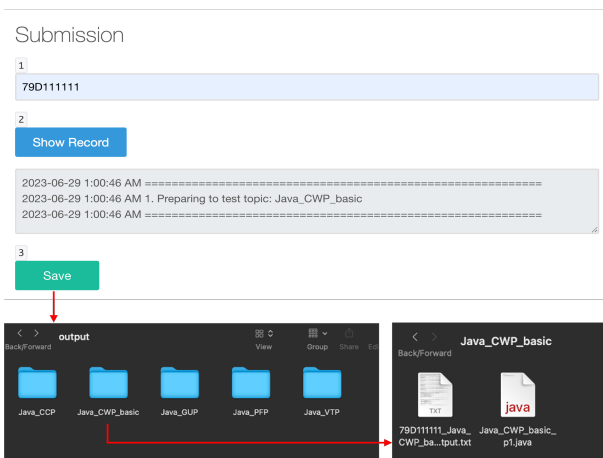 Submission
1
79D111111
2
Show Record
2023-06-29 1:00:46 AM ===========================================================
2023-06-29 1:00:46 AM 1. Preparing to test topic: Java_CWP_basic
2023-06-29 1:00:46 AM ===========================================================
3
Save
output
Back/Forward
View
Group
Share
Edi
Java_CCP
Java_CWP_basic
Java_GUP
Java_PFP
Java_VTP
Java_CWP_basic
Back/Forward
TXT
java
79D111111_Java_
CWP_ba...tput.txt
Java_CWP_basic_
p1.java